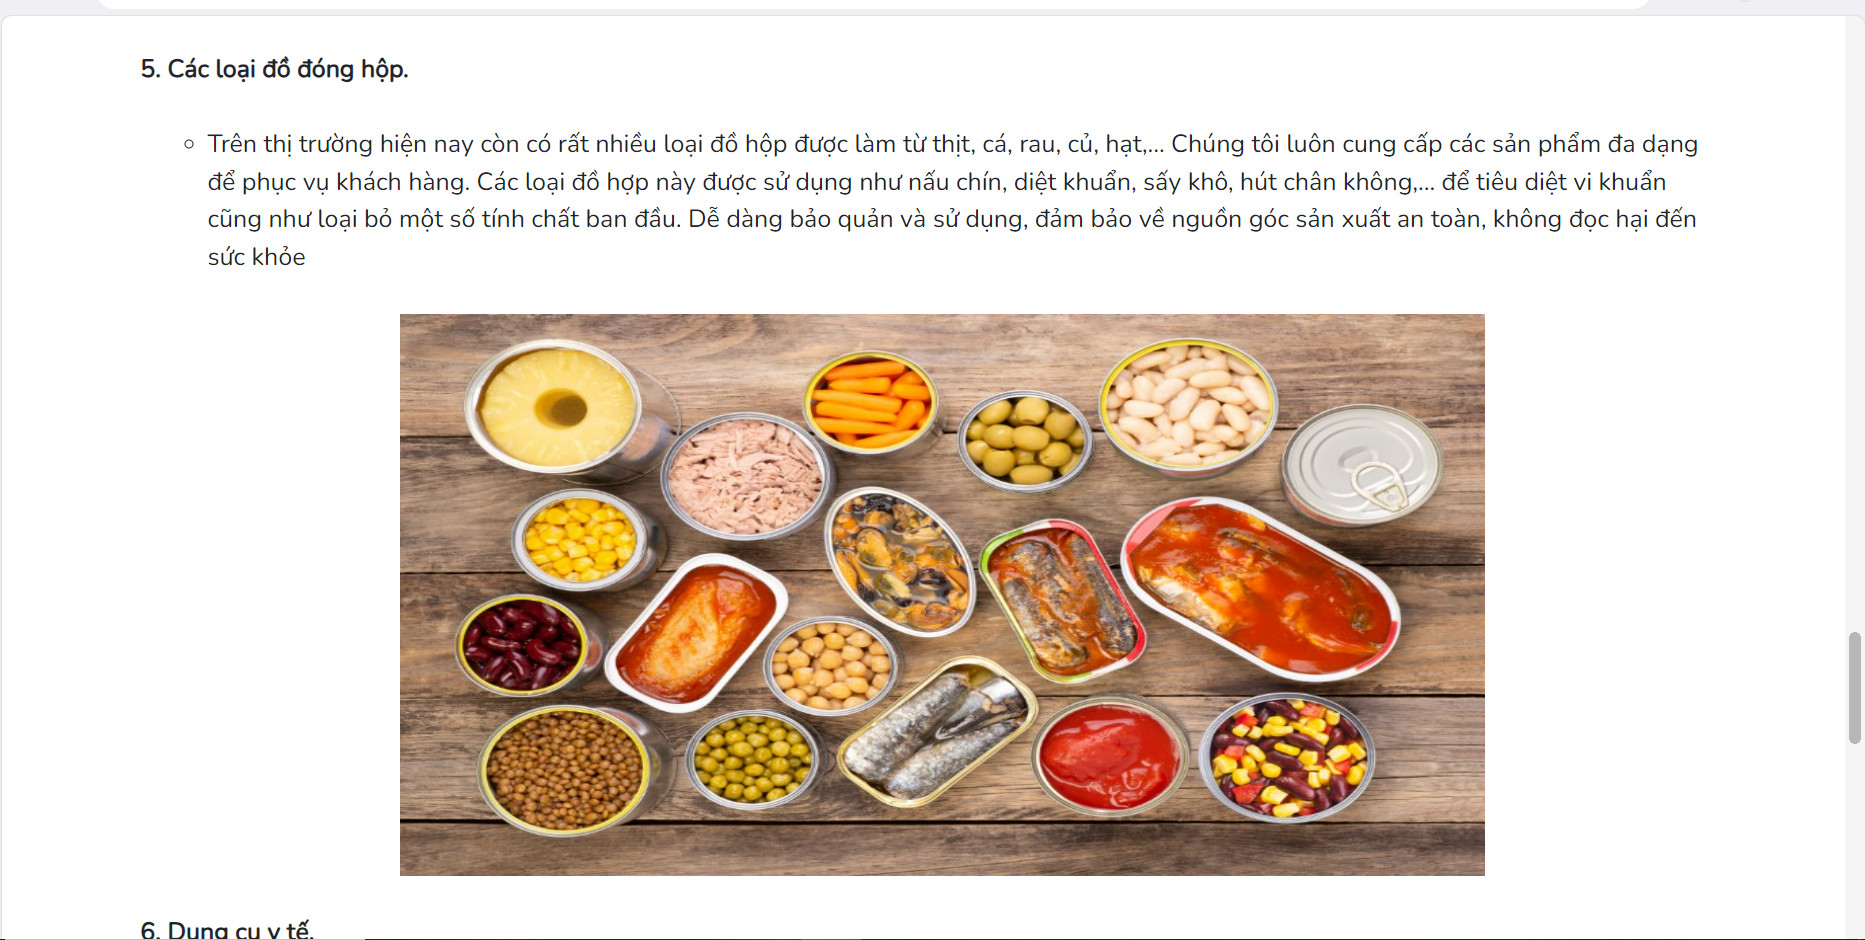 5. Các loại đồ đóng hộp.
Trên thị trường hiện nay còn có rất nhiều loại đồ hộp được làm từ thịt, cá, rau, củ, hạt,... Chúng tôi luôn cung cấp các sản phẩm đa dạng
để phục vụ khách hàng. Các loại đồ hợp này được sử dụng như nấu chín, diệt khuẩn, sấy khô, hút chân không,... để tiêu diệt vi khuẩn
cũng như loại bỏ một số tính chất ban đầu. Dễ dàng bảo quản và sử dụng, đảm bảo về nguồn góc sản xuất an toàn, không đọc hại đến
sức khỏe
6. Dụng cụ y tế.